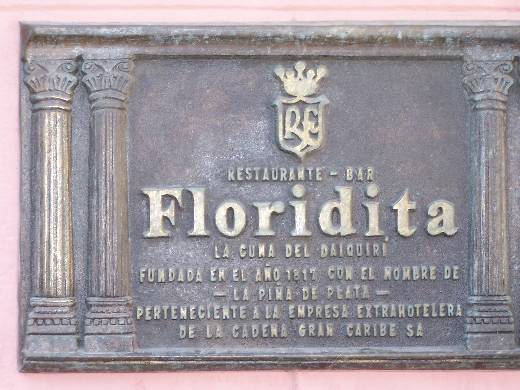 RF
RESTAURANTE - BAR
Floridita
LA CUNA DEL DAIQUIRI
FUNDADA EN EL AÑO 1817 CON EL NOMBRE DE
- LA PIÑA DE PLATA -
PERTENECIENTE A LA EMPRESA EXTRAHOTELERA
DE LA CADENA GRAN CARIBE SA